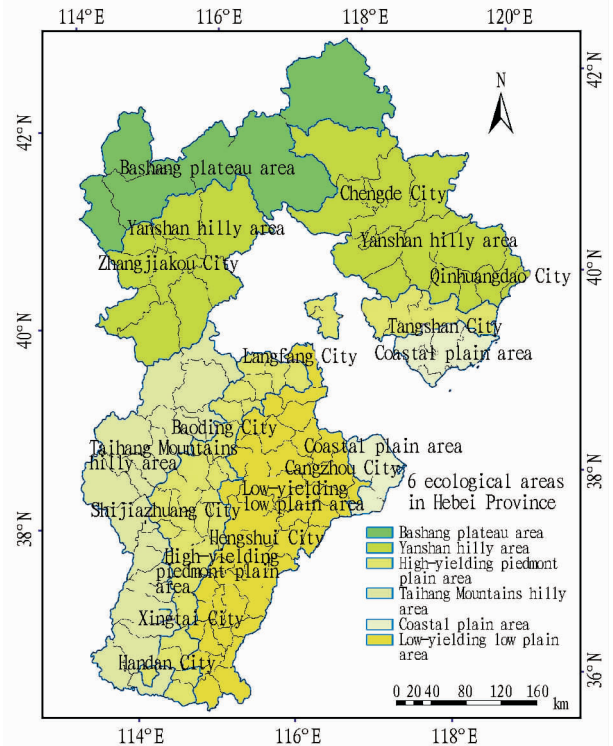 114°E 116°E 118°E 120°E
42°N
N
42°N
Bashang plateau area
Chengde City
Yanshan hilly area
Yanshan hilly area
Zhangjiakou City
Qinhuangdao City
40°N
40°N
Tangshan City
Langfang City
Coastal plain area
Baoding City
Coastal plain area
Taihang Mountains
hilly area
Cangzhou City
38°N
6 ecological areas
in Hebei Province
Low-yielding
low plain area
Shijiazhuang City
38°N
Hengshui City
High-yielding
piedmont plain
area
Bashang plateau area
Yanshan hilly area
High-yielding piedmont
plain area
Taihang Mountains hilly
area
Coastal plain area
Low-yielding low plain
area
Xingtai City
Handan City
36°N
0 20 40 80 120 160
km
114°E 116°E 118°E